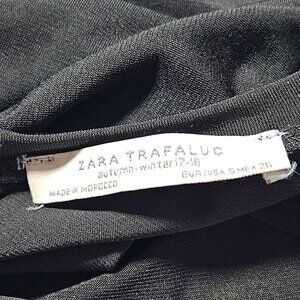 ZARA TRAFALUC
autumn-winter 17-18
MADE IN MOROCCO
EUR S USA S MEX 26